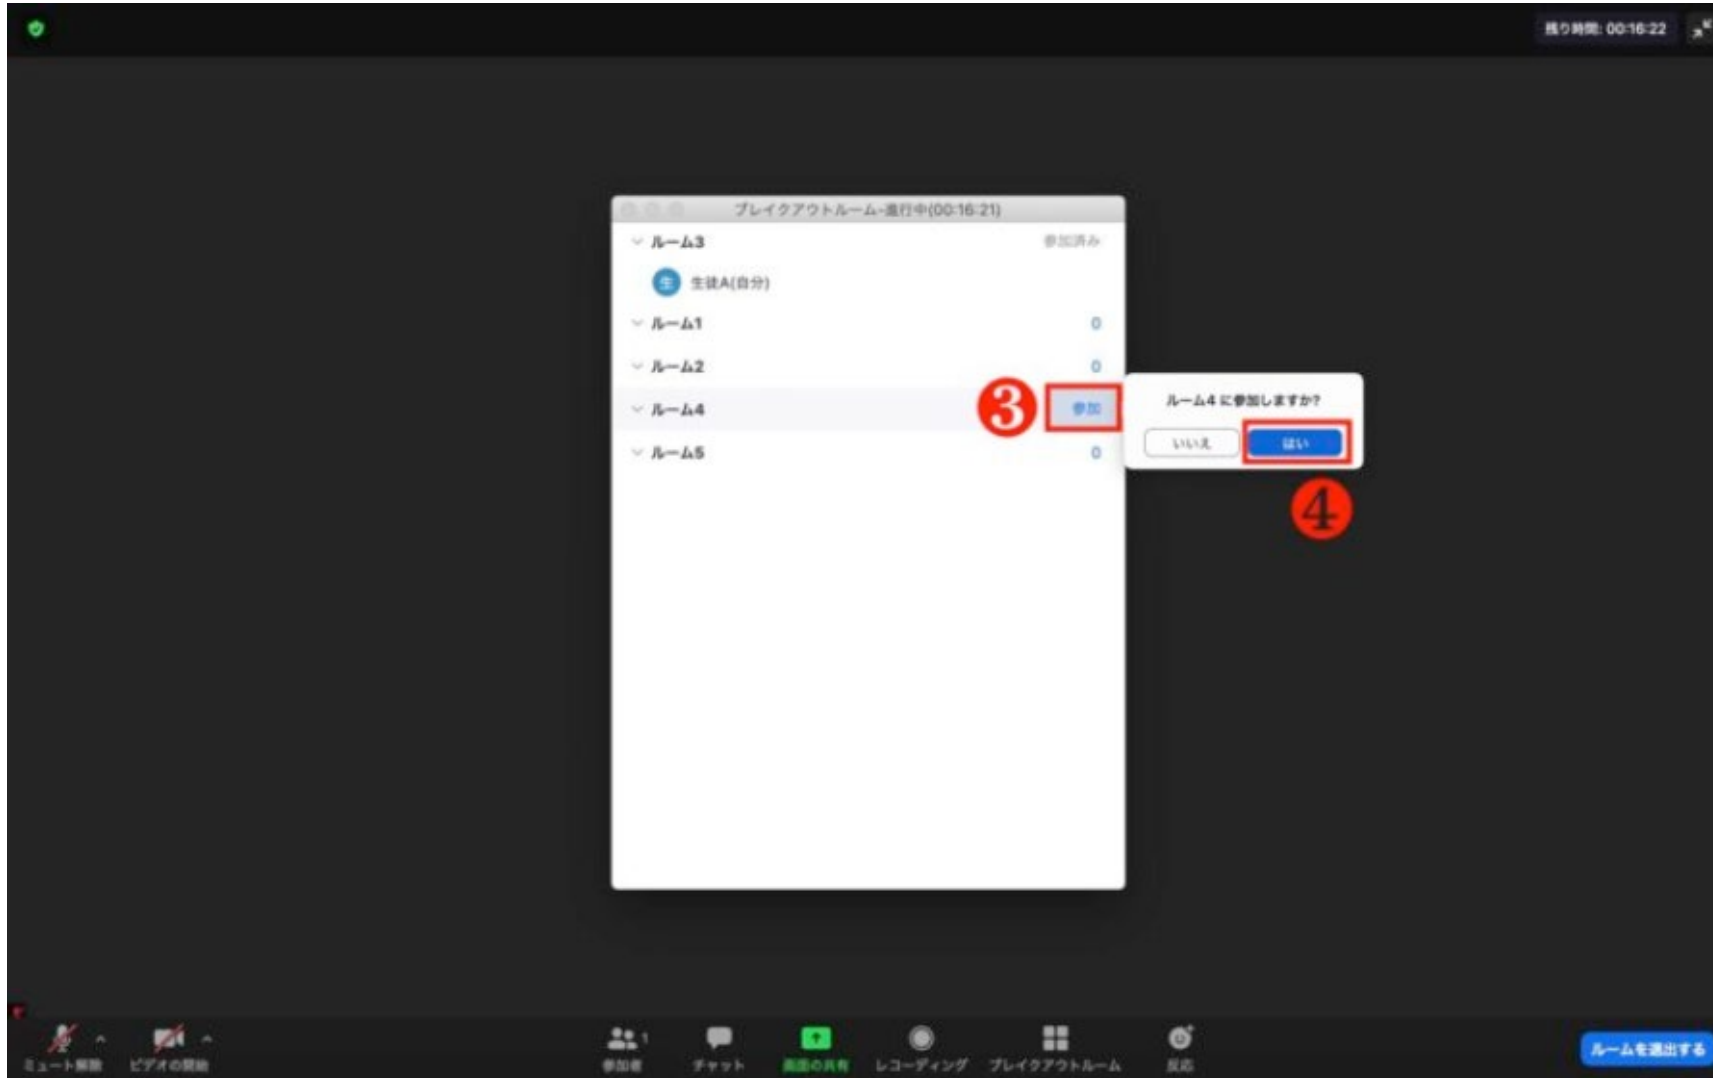 残り時間: 00:16:22
ブレイクアウトルーム-進行中(00:16:21)
ルーム3 参加済み
生 生徒A(自分)
ルーム1 0
ルーム2 0
ルーム4 3 参加
ルーム4 に参加しますか?
いいえ はい
ルーム5 0
4
ミュート解除 ビデオの開始 参加者 1 チャット 画面の共有 レコーディング ブレイクアウトルーム 反応 ルームを退出する